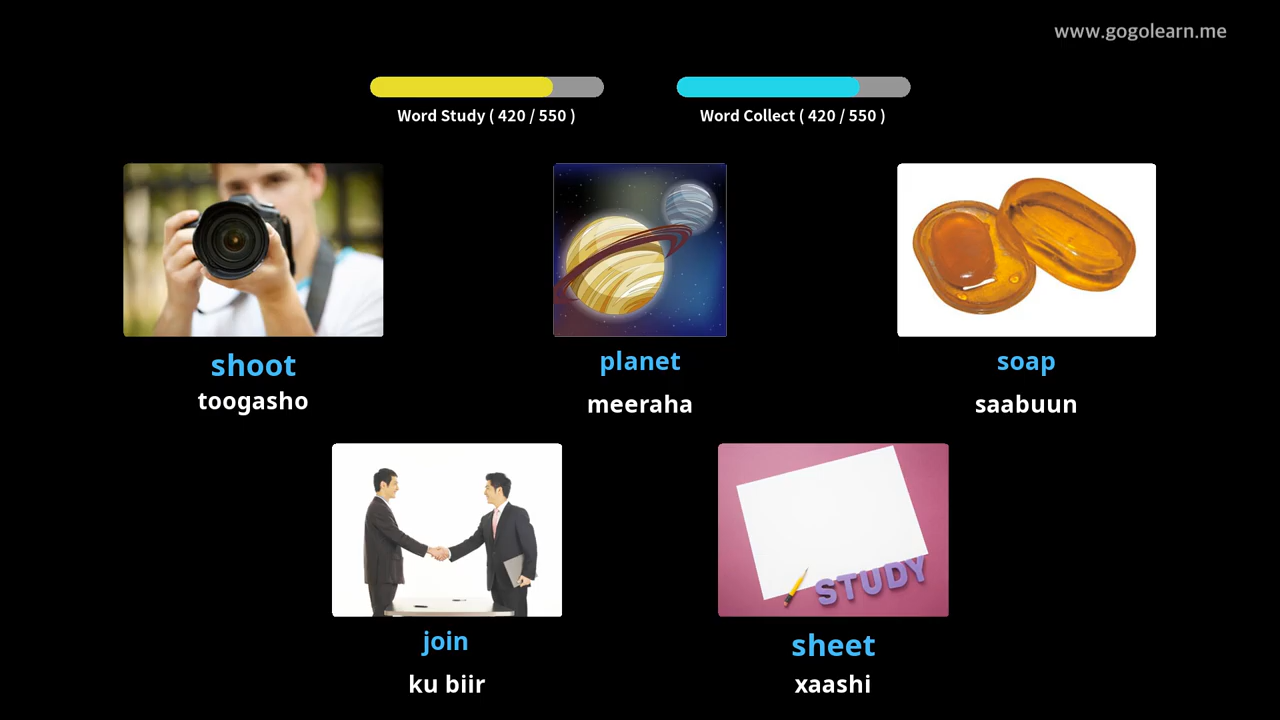 www.gogolearn.me
Word Study ( 420 / 550 )
Word Collect ( 420 / 550 )
shoot
toogasho
planet
meeraha
soap
saabuun
STUDY
join
ku biir
sheet
xaashi